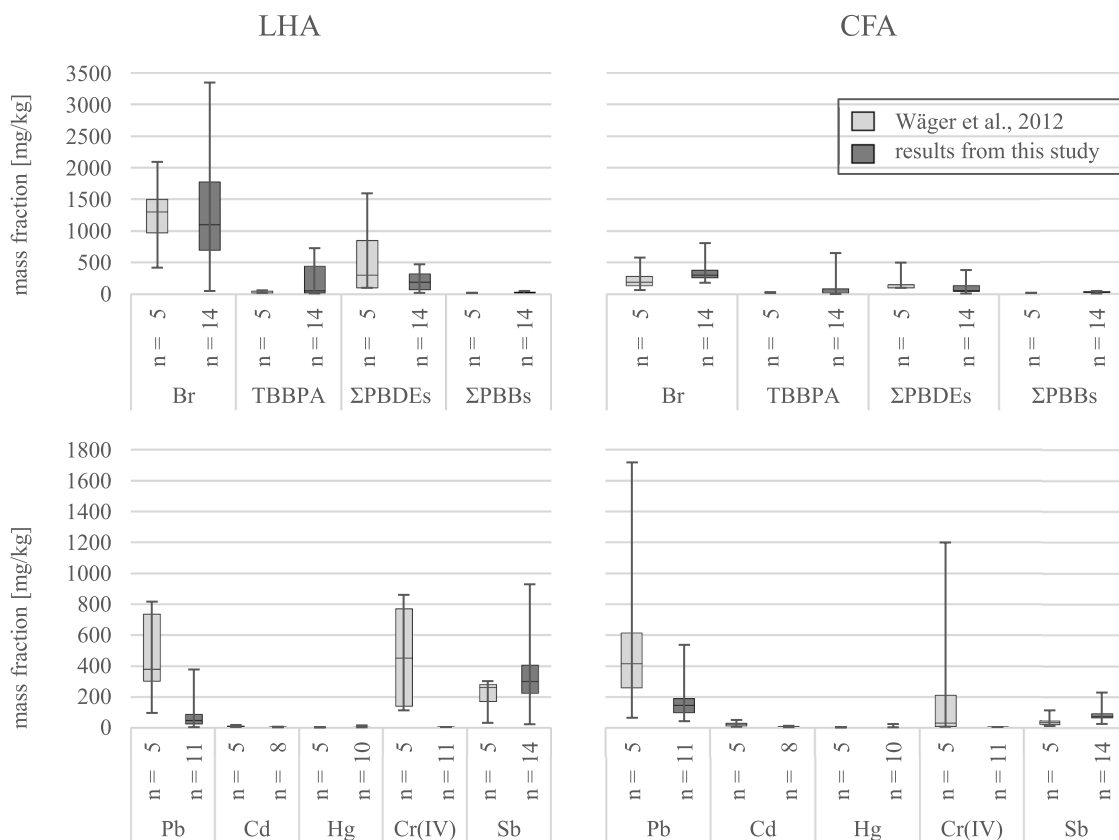 LHA
CFA
mass fraction [mg/kg]
3500
3000
2500
2000
1500
1000
500
0
Wäger et al., 2012
results from this study
n = 5
n = 14
n = 5
n = 14
n = 5
n = 14
n = 5
n = 14
Br
TBBPA
ΣPBDEs
ΣPBBs
n = 5
n = 14
n = 5
n = 14
n = 5
n = 14
n = 5
n = 14
Br
TBBPA
ΣPBDEs
ΣPBBs
mass fraction [mg/kg]
1800
1600
1400
1200
1000
800
600
400
200
0
n = 5
n = 11
n = 5
n = 8
n = 5
n = 10
n = 5
n = 11
n = 5
n = 14
Pb
Cd
Hg
Cr(IV)
Sb
n = 5
n = 11
n = 5
n = 8
n = 5
n = 10
n = 5
n = 11
n = 5
n = 14
Pb
Cd
Hg
Cr(IV)
Sb